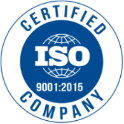 CERTIFIED
ISO
9001:2015
COMPANY